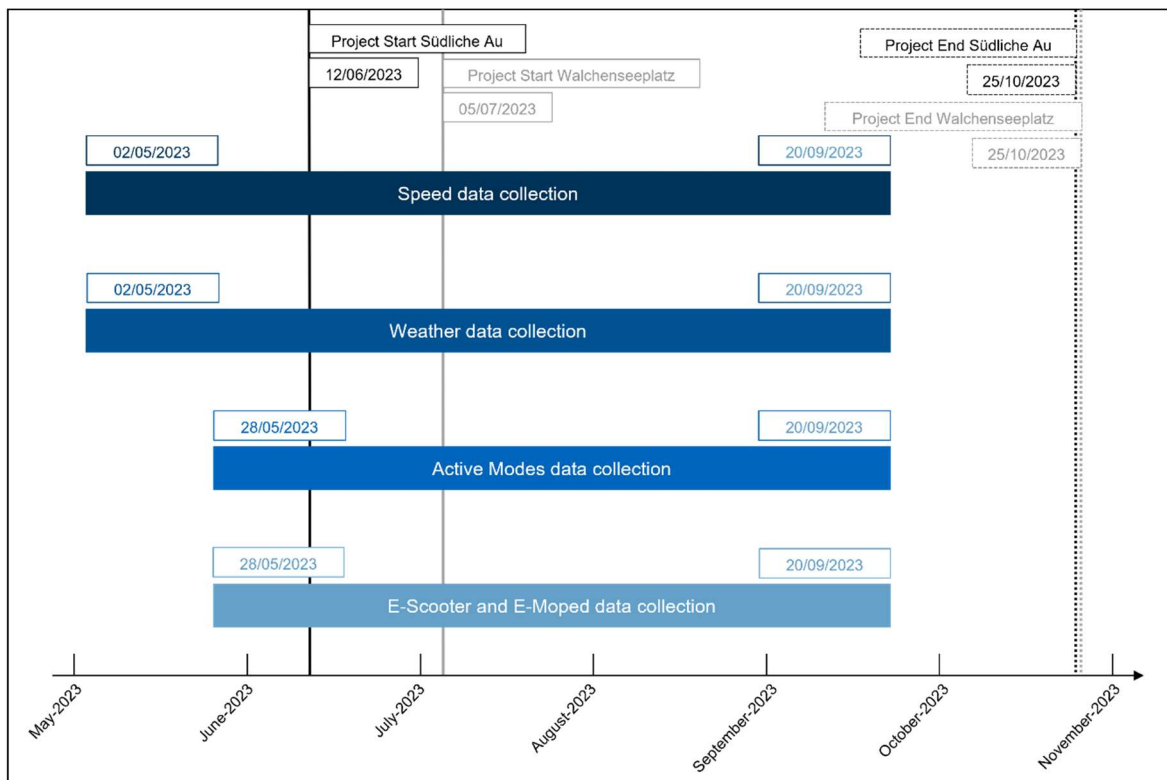 Project Start Südliche Au
12/06/2023
Project Start Walchenseeplatz
05/07/2023
Project End Südliche Au
25/10/2023
Project End Walchenseeplatz
25/10/2023
02/05/2023
20/09/2023
Speed data collection
02/05/2023
20/09/2023
Weather data collection
28/05/2023
20/09/2023
Active Modes data collection
28/05/2023
20/09/2023
E-Scooter and E-Moped data collection
May-2023
June-2023
July-2023
August-2023
September-2023
October-2023
November-2023